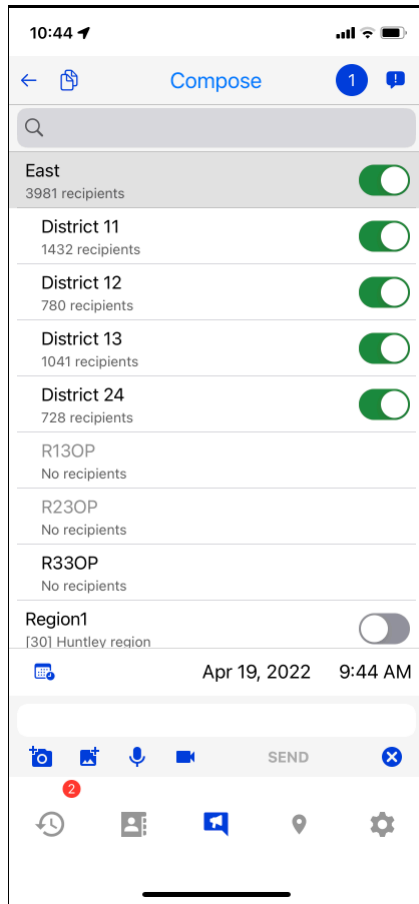 10:44
Compose
1
East
3981 recipients
District 11
1432 recipients
District 12
780 recipients
District 13
1041 recipients
District 24
728 recipients
R13OP
No recipients
R23OP
No recipients
R33OP
No recipients
Region1
[30] Huntley region
Apr 19, 2022 9:44 AM
SEND
2